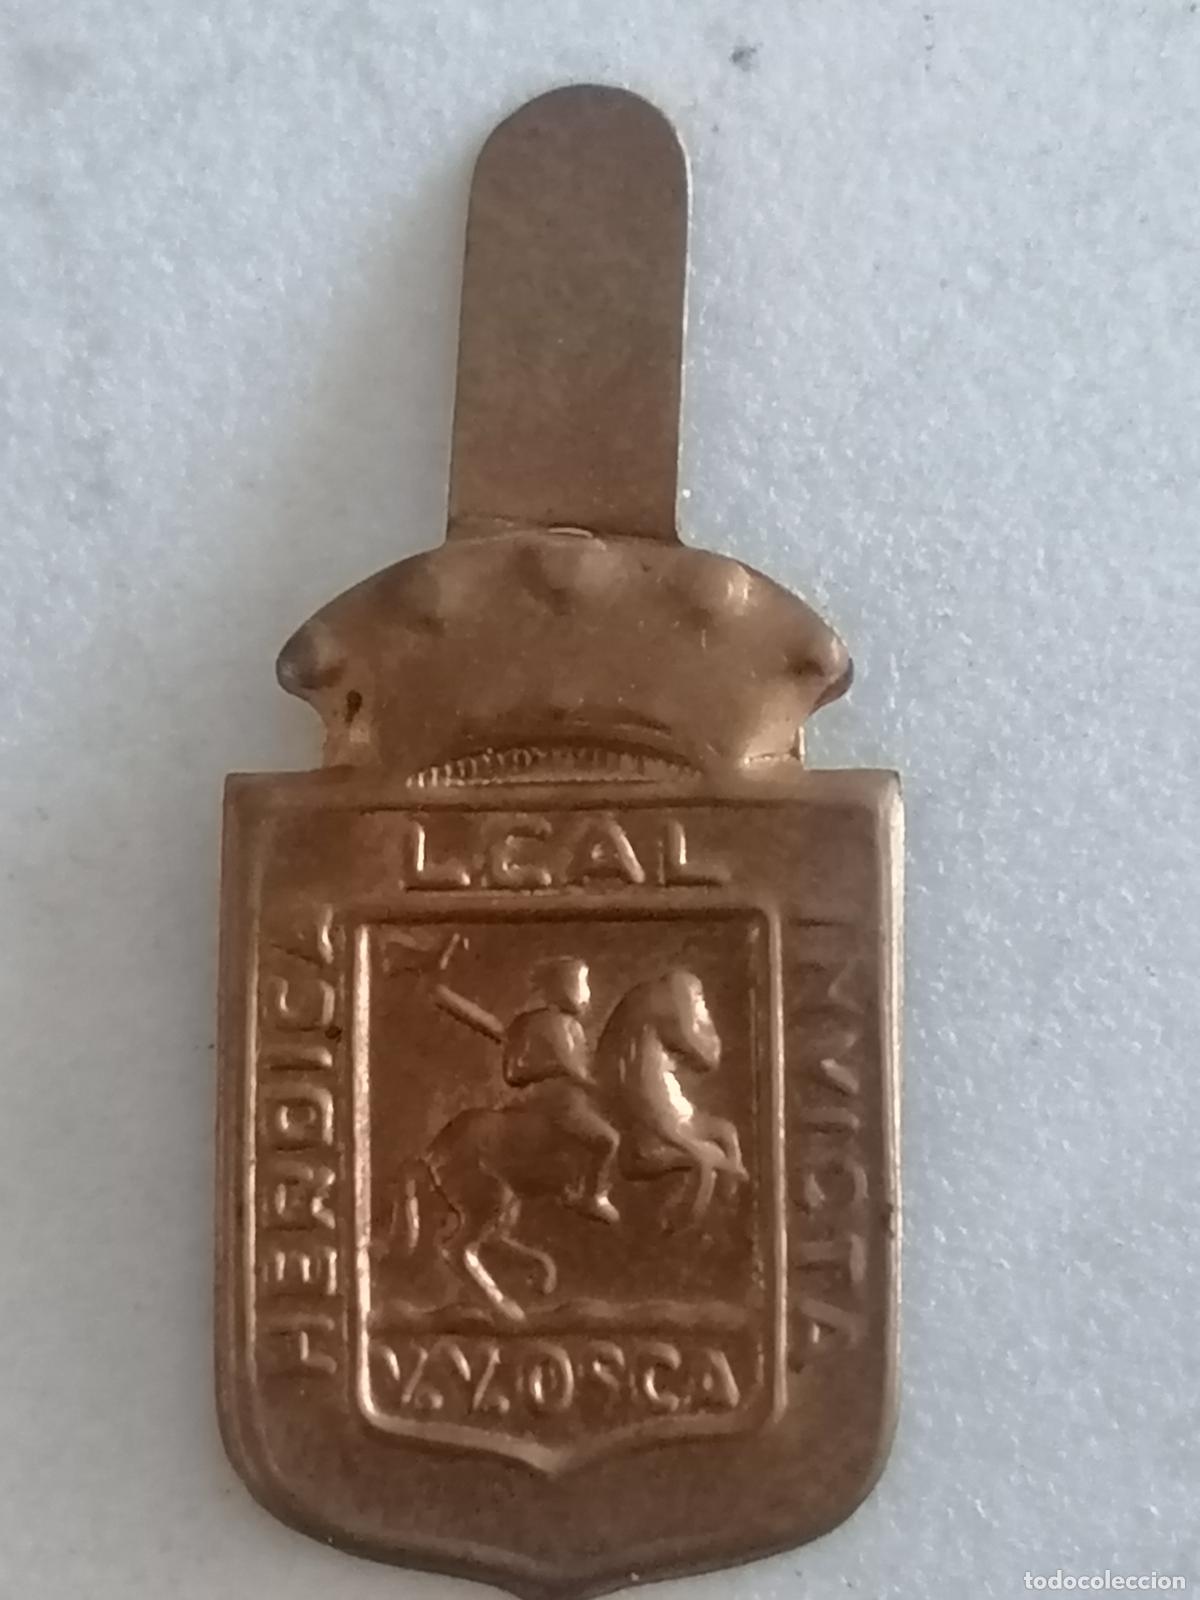 LEAL
HEROICA
INVICTA
V.V.OSCA
todocoleccion